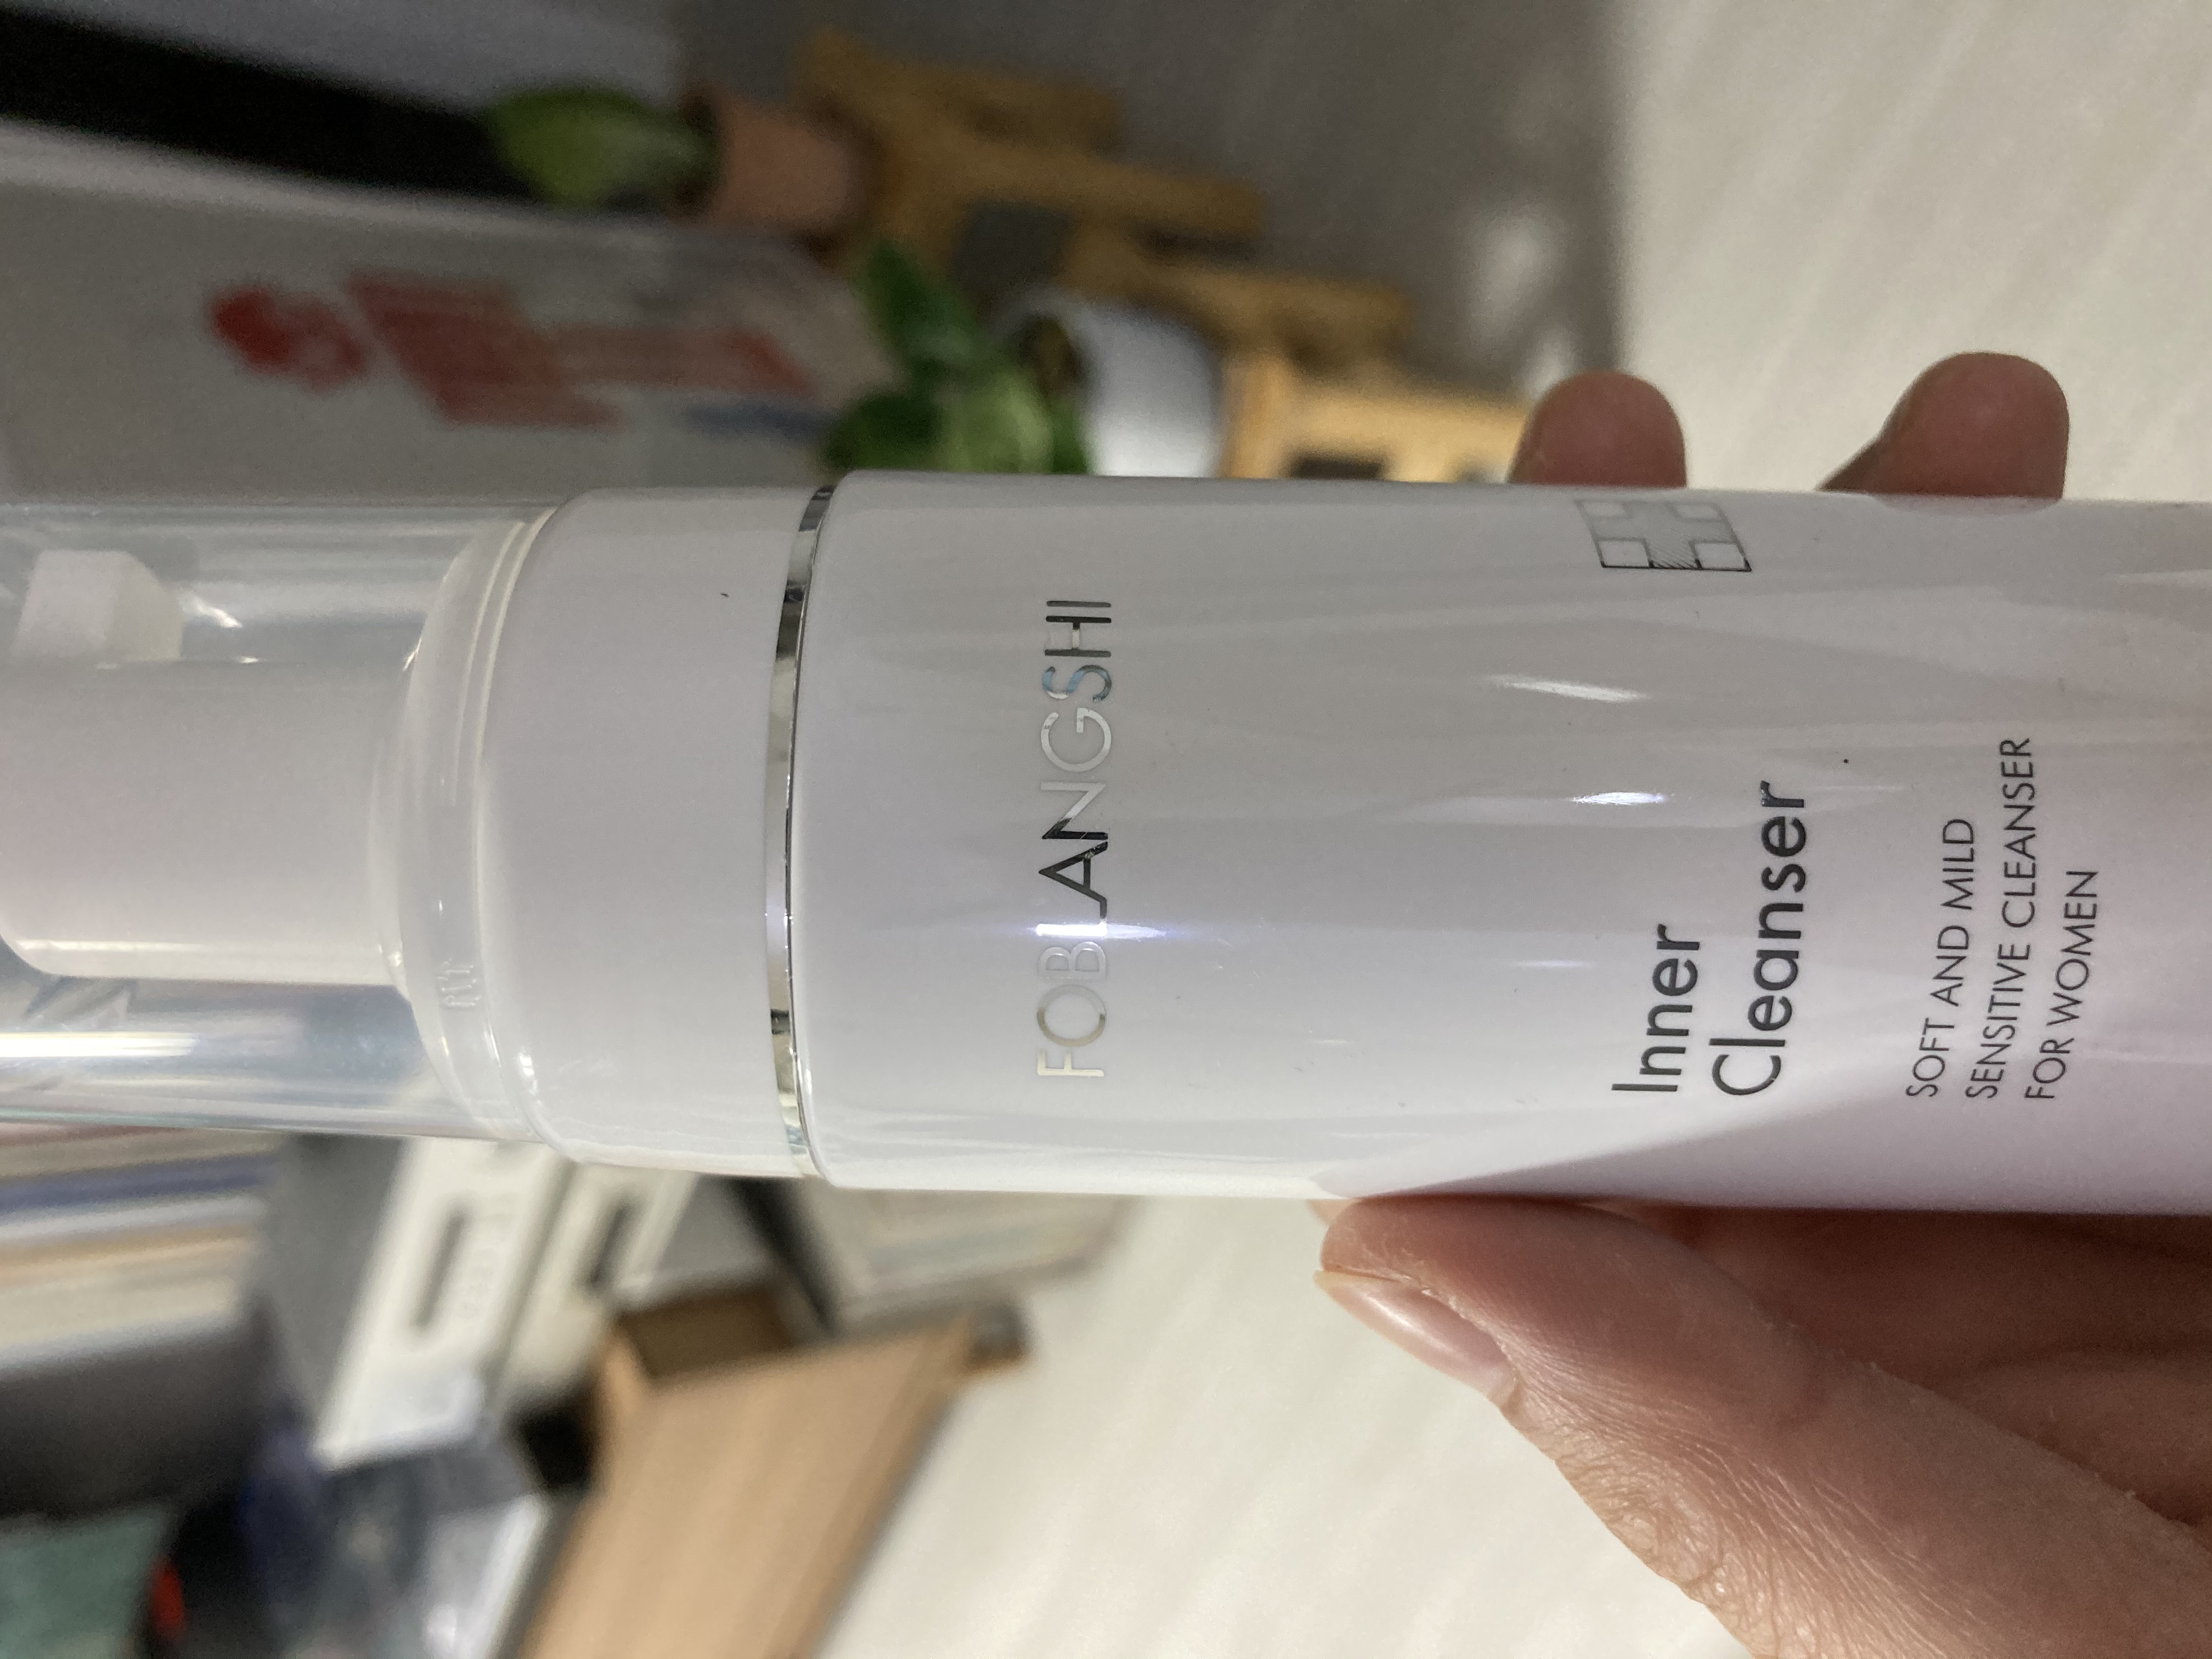 FOBLANGSHI
Inner
Cleanser
SOFT AND MILD
SENSITIVE CLEANSER
FOR WOMEN